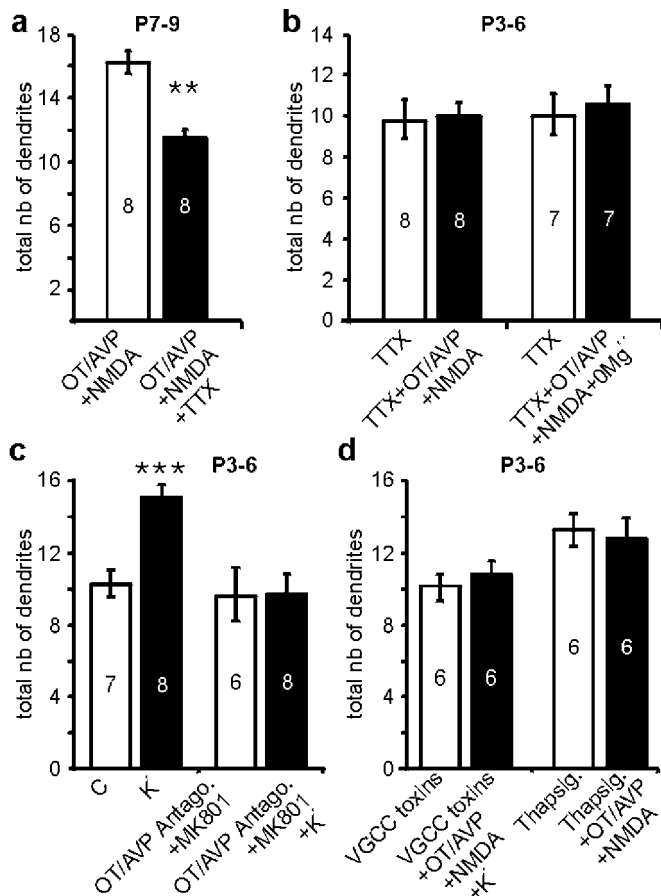 a
P7-9
total nb of dendrites
18
14
10
6
2
**
8
8
OT/AVP
+NMDA
OT/AVP
+NMDA
+TTX
b
P3-6
total nb of dendrites
14
12
10
8
6
4
2
0
8
8
7
7
TTX
TTX+OT/AVP
+NMDA
TTX
TTX+OT/AVP
+NMDA+0Mg⁺⁺
c
P3-6
total nb of dendrites
16
12
8
4
0
***
7
8
6
8
C
K⁺
OT/AVP Antago.
+MK801
OT/AVP Antago.
+MK801
+K⁺
d
P3-6
total nb of dendrites
16
12
8
4
0
6
6
6
6
VGCC toxins
VGCC toxins
+OT/AVP
+NMDA
+K⁺
Thapsig.
Thapsig.
+OT/AVP
+NMDA